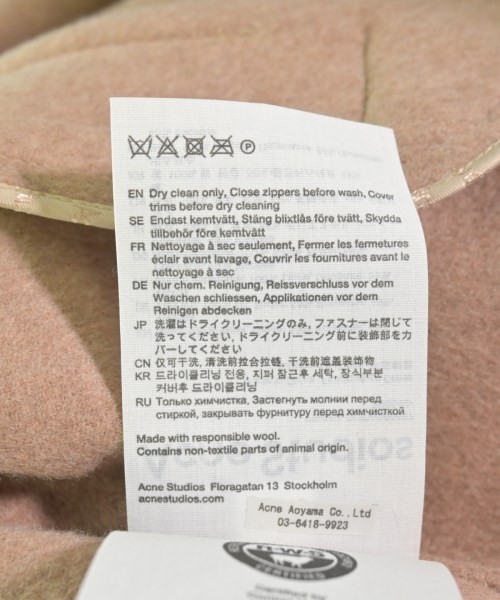 EN Dry clean only, Close zippers before wash, Cover
trims before dry cleaning
SE Endast kemtvätt, Stäng blixtlås före tvätt, Skydda
tillbehör före kemtvätt
FR Nettoyage à sec seulement, Fermer les fermetures
éclair avant lavage, Couvrir les fournitures avant le
nettoyage à sec
DE Nur chem. Reinigung, Reissverschluss vor dem
Waschen schliessen, Applikationen vor dem
Reinigen abdecken
JP 洗濯はドライクリーニングのみ, ファスナーは閉じて
洗ってください, ドライクリーニング前に装飾部をカ
バーしてください
CN 仅可干洗, 清洗前拉合拉链, 干洗前遮盖装饰物
KR 드라이클리닝 전용, 지퍼 잠근후 세탁, 장식부분
커버후 드라이클리닝
RU Только химчистка, Застегнуть молнии перед
стиркой, закрывать фурнитуру перед химчисткой
Made with responsible wool.
Contains non-textile parts of animal origin.
Acne Studios Floragatan 13 Stockholm
acnestudios.com
Acne Aoyama Co.,Ltd
03-6418-9923
CERTIFIED